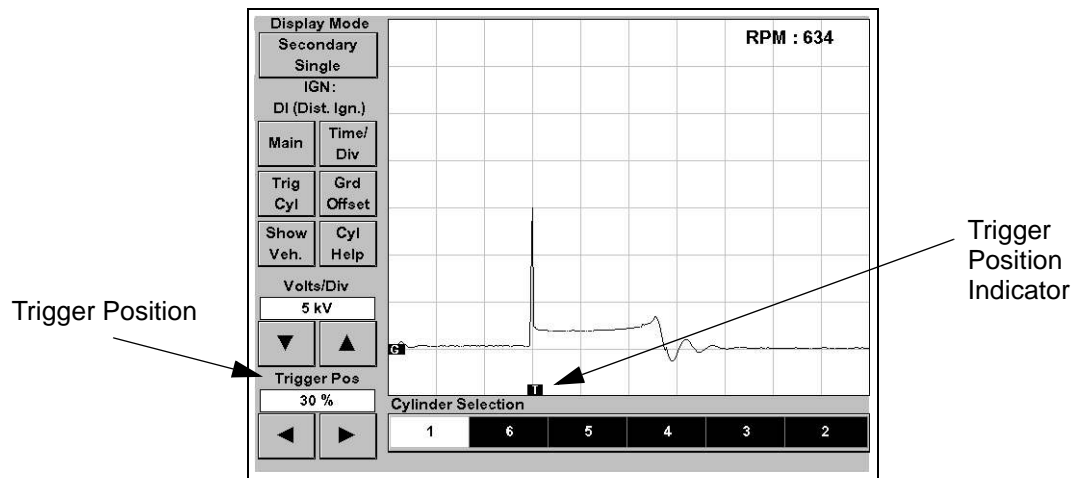 Display Mode
Secondary
Single
IGN:
DI (Dist. Ign.)
Main
Time/
Div
Trig
Cyl
Grd
Offset
Show
Veh.
Cyl
Help
Volts/Div
5 kV
Trigger Pos
30 %
RPM : 634
G
T
Cylinder Selection
1 6 5 4 3 2
Trigger Position
Trigger
Position
Indicator